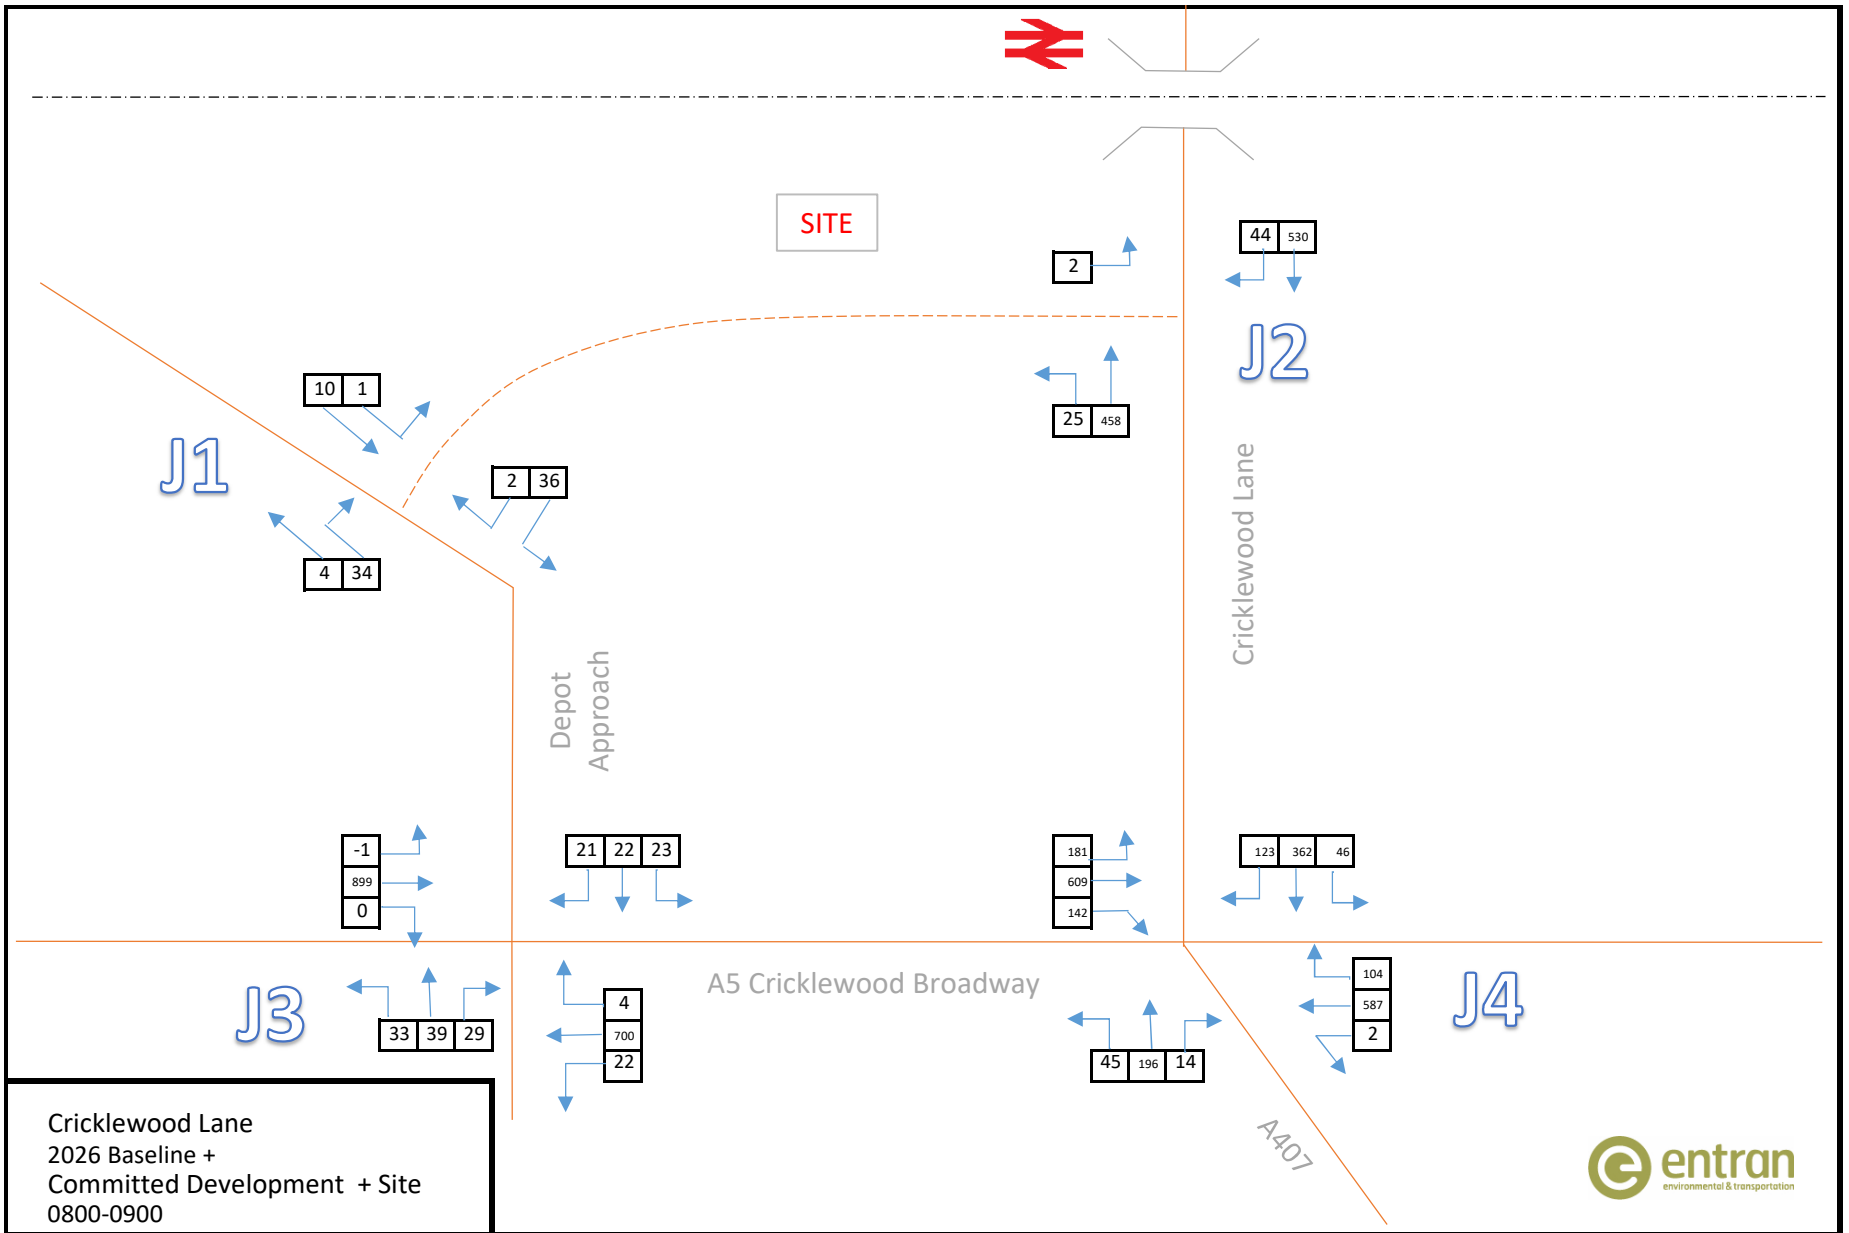 SITE
2
44 530
J2
10 1
25 458
J1
2 36
Cricklewood Lane
4 34
Depot
Approach
-1
899
0
21 22 23
181
609
142
123 362 46
J3
33 39 29
4
700
22
A5 Cricklewood Broadway
45 196 14
104
587
2
J4
A407
Cricklewood Lane
2026 Baseline +
Committed Development + Site
0800-0900
entran
environmental & transportation